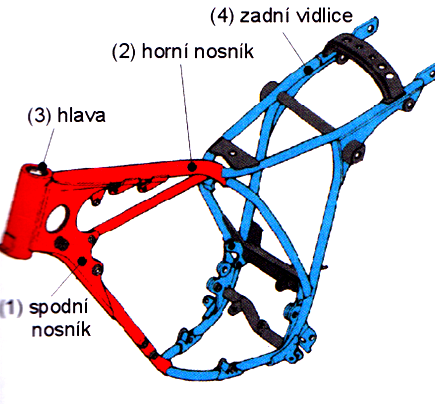 (4) zadní vidlice
(2) horní nosník
(3) hlava
(1) spodní
nosník